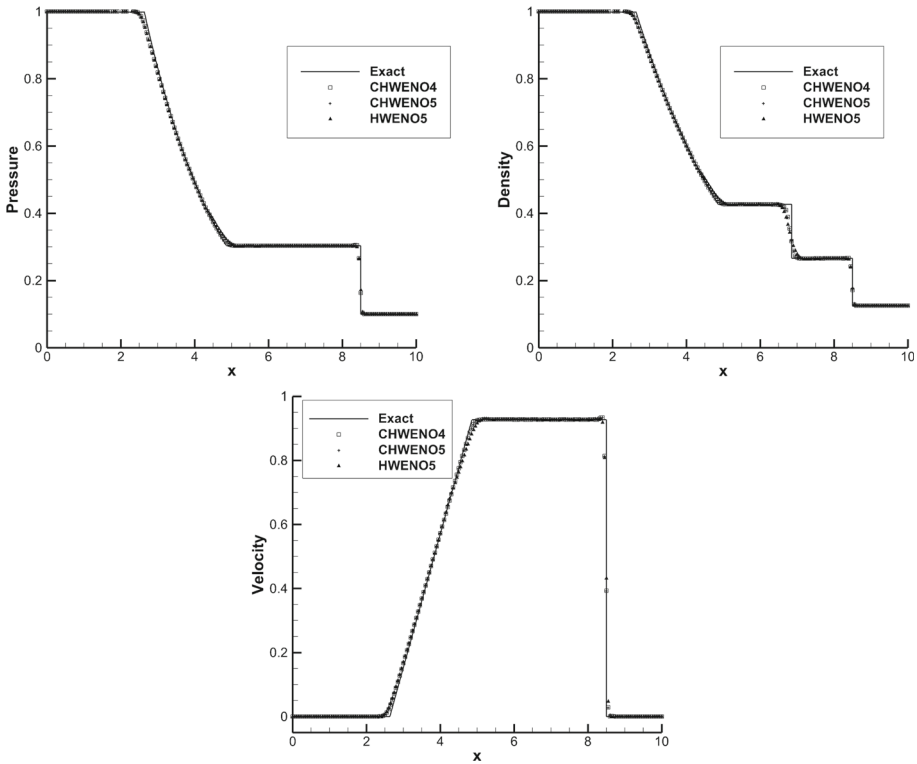 Pressure
1
0.8
0.6
0.4
0.2
0
0 2 4 6 8 10
x
Exact
CHWENO4
CHWENO5
HWENO5
Density
1
0.8
0.6
0.4
0.2
0
0 2 4 6 8 10
x
Exact
CHWENO4
CHWENO5
HWENO5
Velocity
1
0.8
0.6
0.4
0.2
0
0 2 4 6 8 10
x
Exact
CHWENO4
CHWENO5
HWENO5